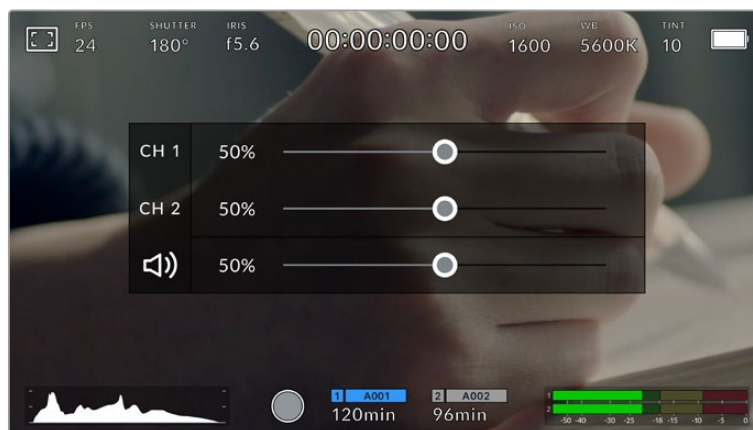 FPS SHUTTER IRIS ISO WB TINT
24 180° f5.6 00:00:00:00 1600 5600K 10
CH 1 50%
CH 2 50%
50%
1 A001 2 A002
120min 96min
1
2
-50 -40 -30 -25 -18 -15 -10 -5 0